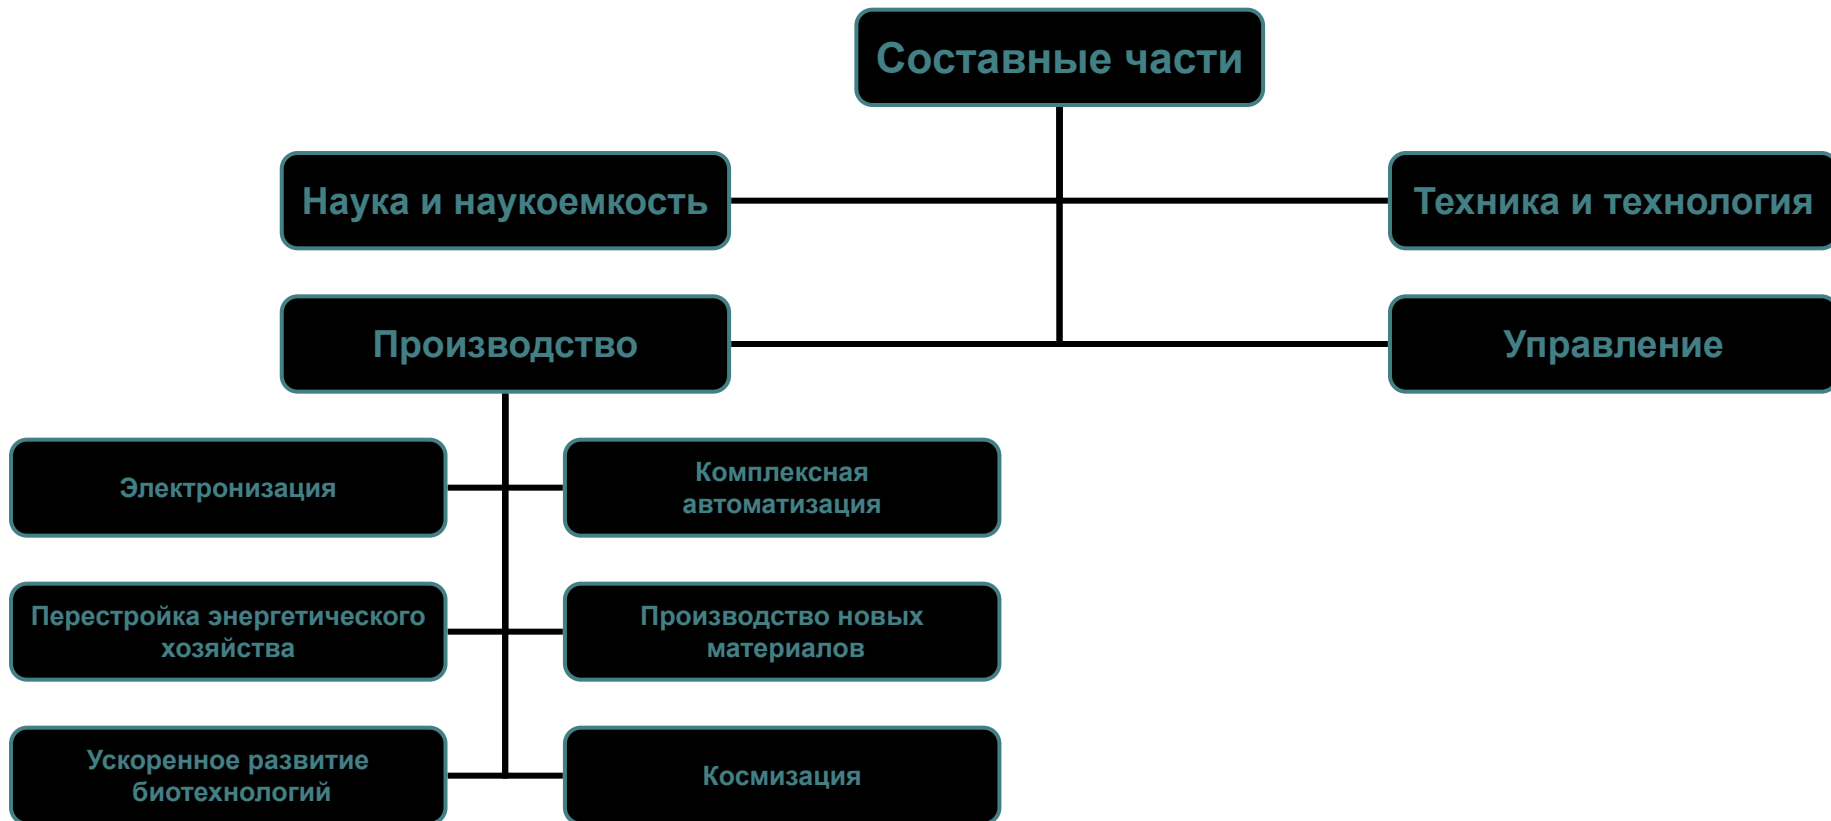 Составные части
Наука и наукоемкость
Техника и технология
Производство
Управление
Электронизация
Комплексная
автоматизация
Перестройка энергетического
хозяйства
Производство новых
материалов
Ускоренное развитие
биотехнологий
Космизация